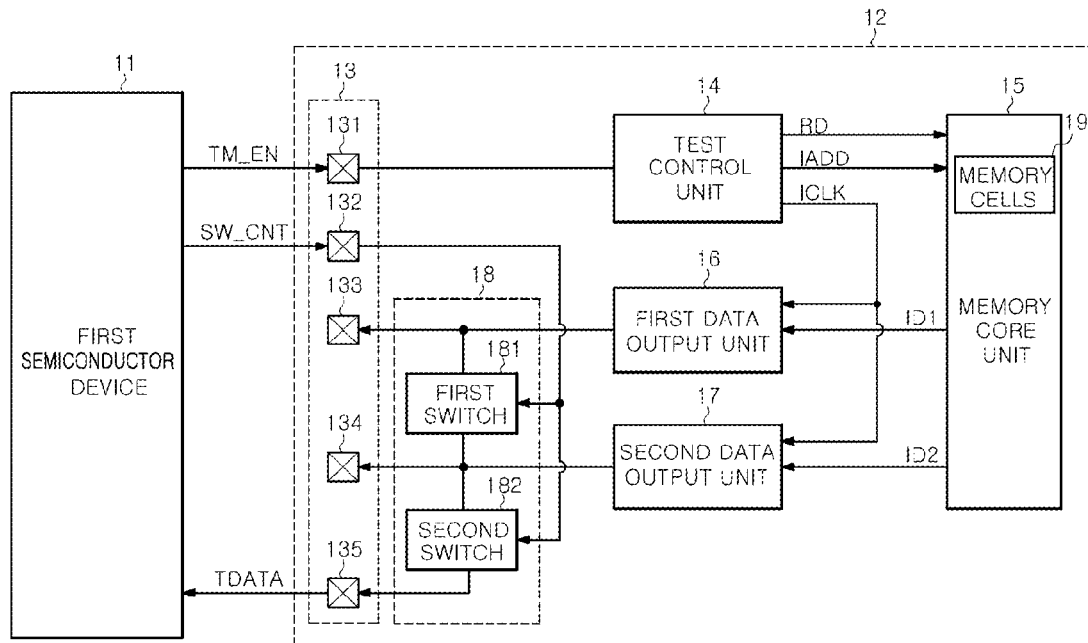 12
11
13
14
15
131
19
TM_EN
TEST
CONTROL
UNIT
RD
IADD
ICLK
MEMORY
CELLS
132
SW_CNT
133
18
16
FIRST DATA
OUTPUT UNIT
ID1
MEMORY
CORE
UNIT
FIRST
SEMICONDUCTOR
DEVICE
181
FIRST
SWITCH
17
134
SECOND DATA
OUTPUT UNIT
ID2
182
SECOND
SWITCH
135
TDATA